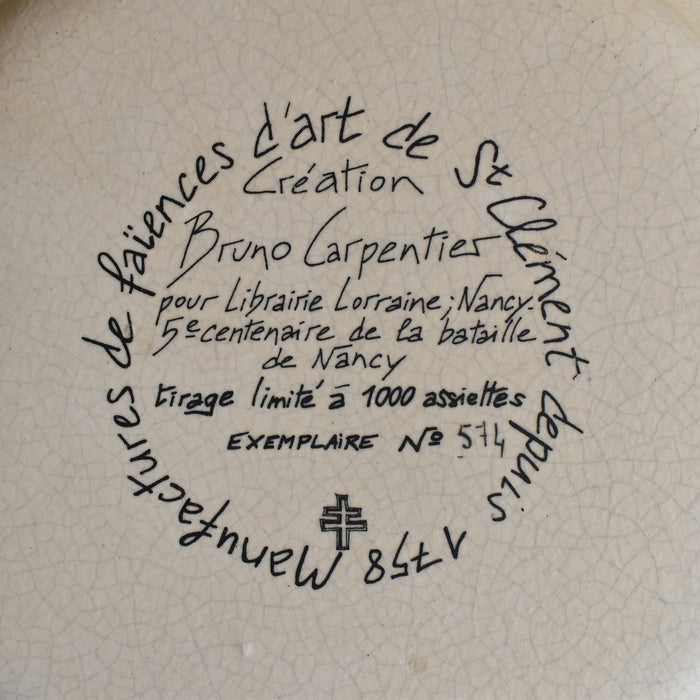 Manufactures de faïences d'art de St Clément depuis 1758
Création
Bruno Carpentier
pour Librairie Lorraine; Nancy.
5e centenaire de la bataille
de Nancy
tirage limité à 1000 assiettes
EXEMPLAIRE No 574